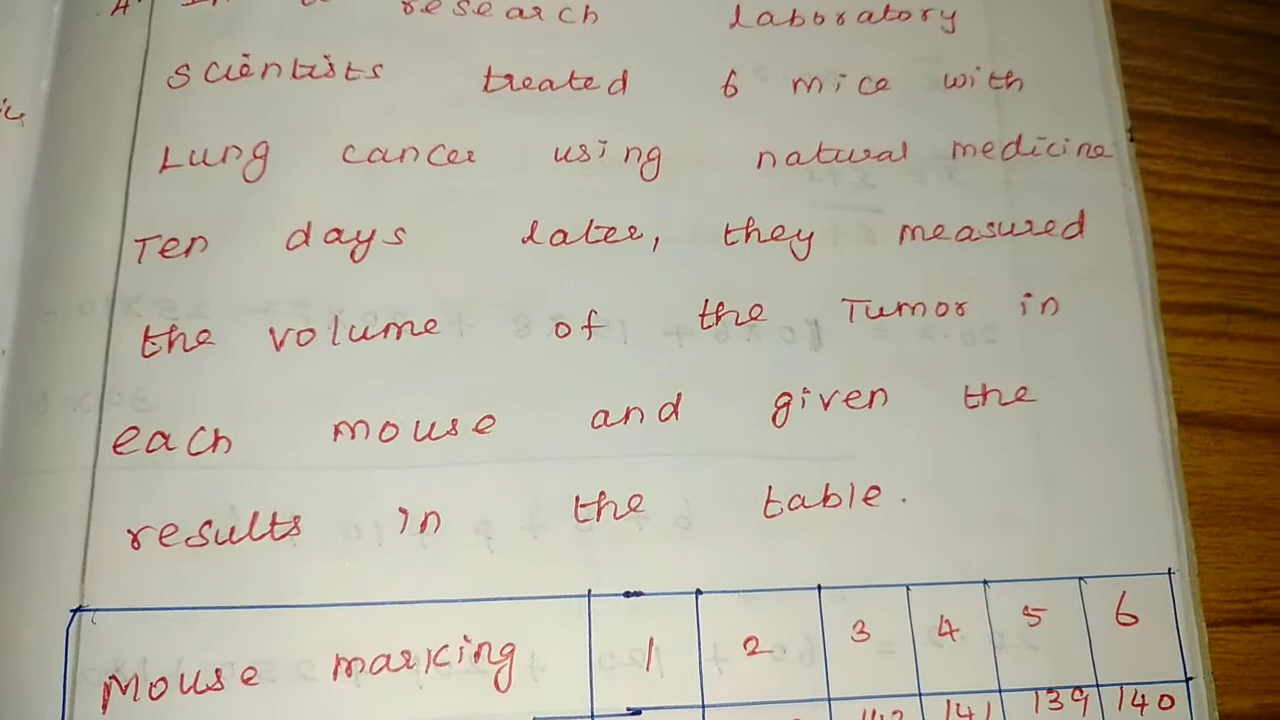 research laboratory
scientists treated 6 mice with
Lung cancer using natural medicine
Ten days later, they measured
the volume of the Tumor in
each mouse and given the
results in the table.
Mouse marking 1 2 3 4 5 6
141 139 140